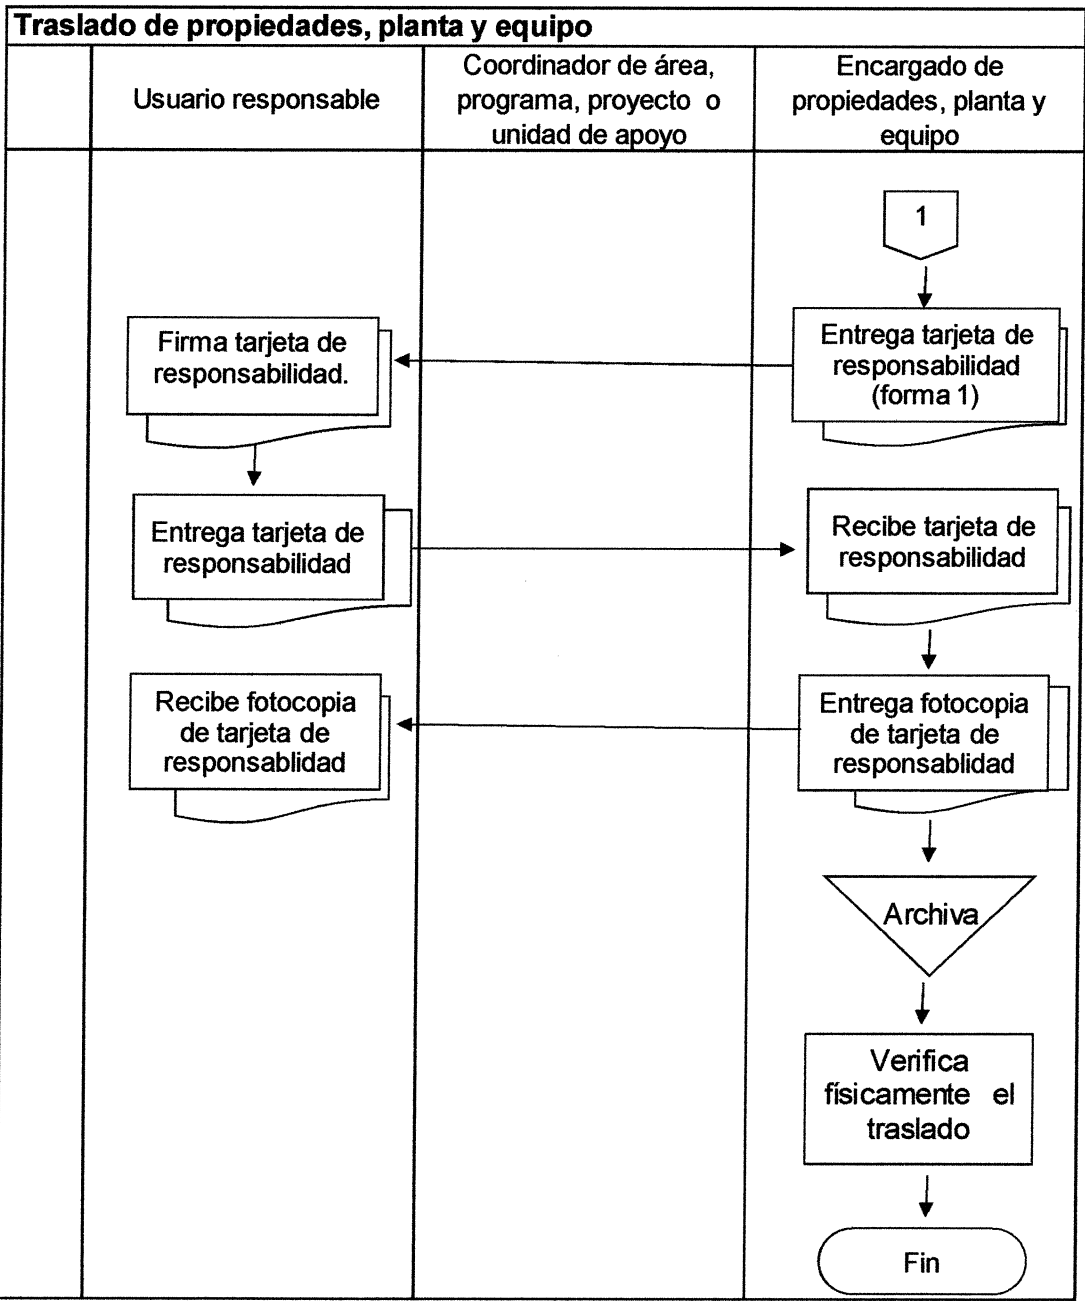 Traslado de propiedades, planta y equipo
Usuario responsable
Coordinador de área,
programa, proyecto o
unidad de apoyo
Encargado de
propiedades, planta y
equipo
1
Entrega tarjeta de
responsabilidad
(forma 1)
Firma tarjeta de
responsabilidad.
Entrega tarjeta de
responsabilidad
Recibe tarjeta de
responsabilidad
Entrega fotocopia
de tarjeta de
responsablidad
Recibe fotocopia
de tarjeta de
responsablidad
Archiva
Verifica
físicamente el
traslado
Fin